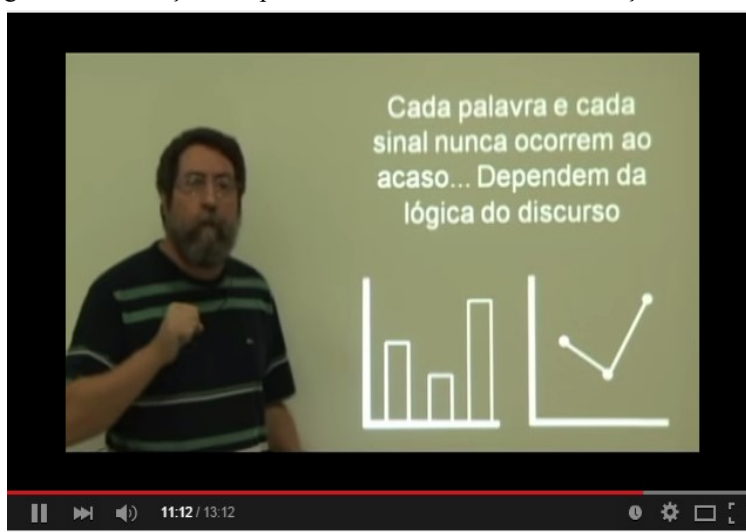 Cada palavra e cada
sinal nunca ocorrem ao
acaso... Dependem da
lógica do discurso
11:12 / 13:12